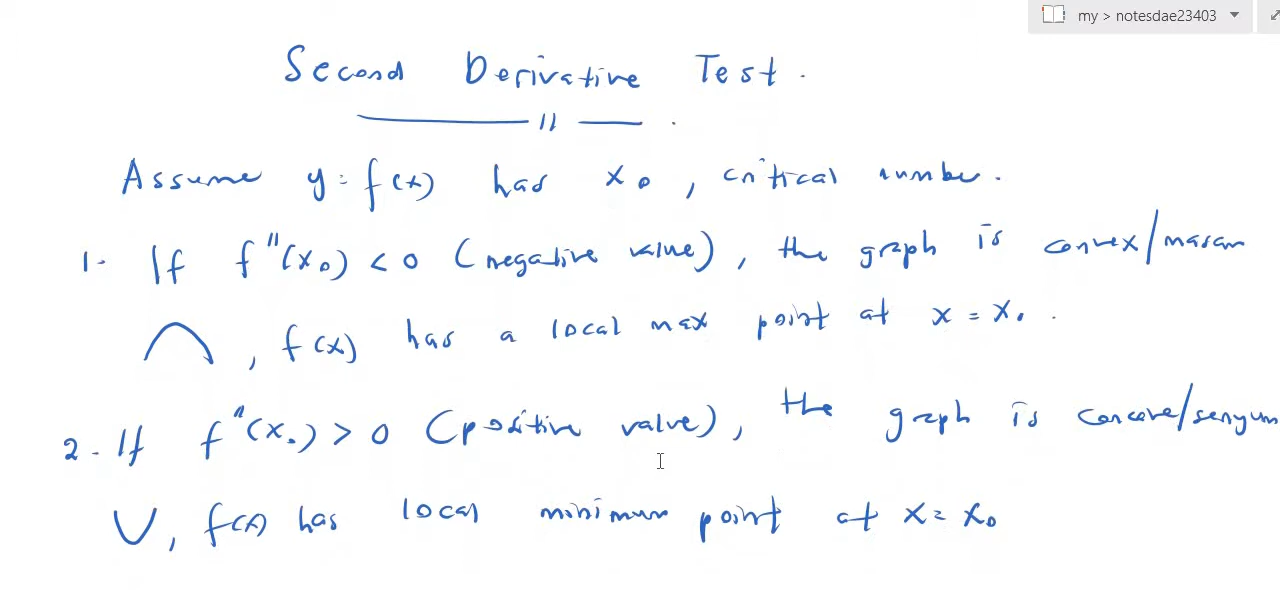 my > notesdae23403
Second Derivative Test.
Assume y = f(x) has x₀, critical number.
1. If f''(x₀) < 0 (negative value), the graph is convex/masam
, f(x) has a local max point at x = x₀.
2. If f''(x₀) > 0 (positive value), the graph is concave/senyum
, f(x) has local minimum point at x = x₀